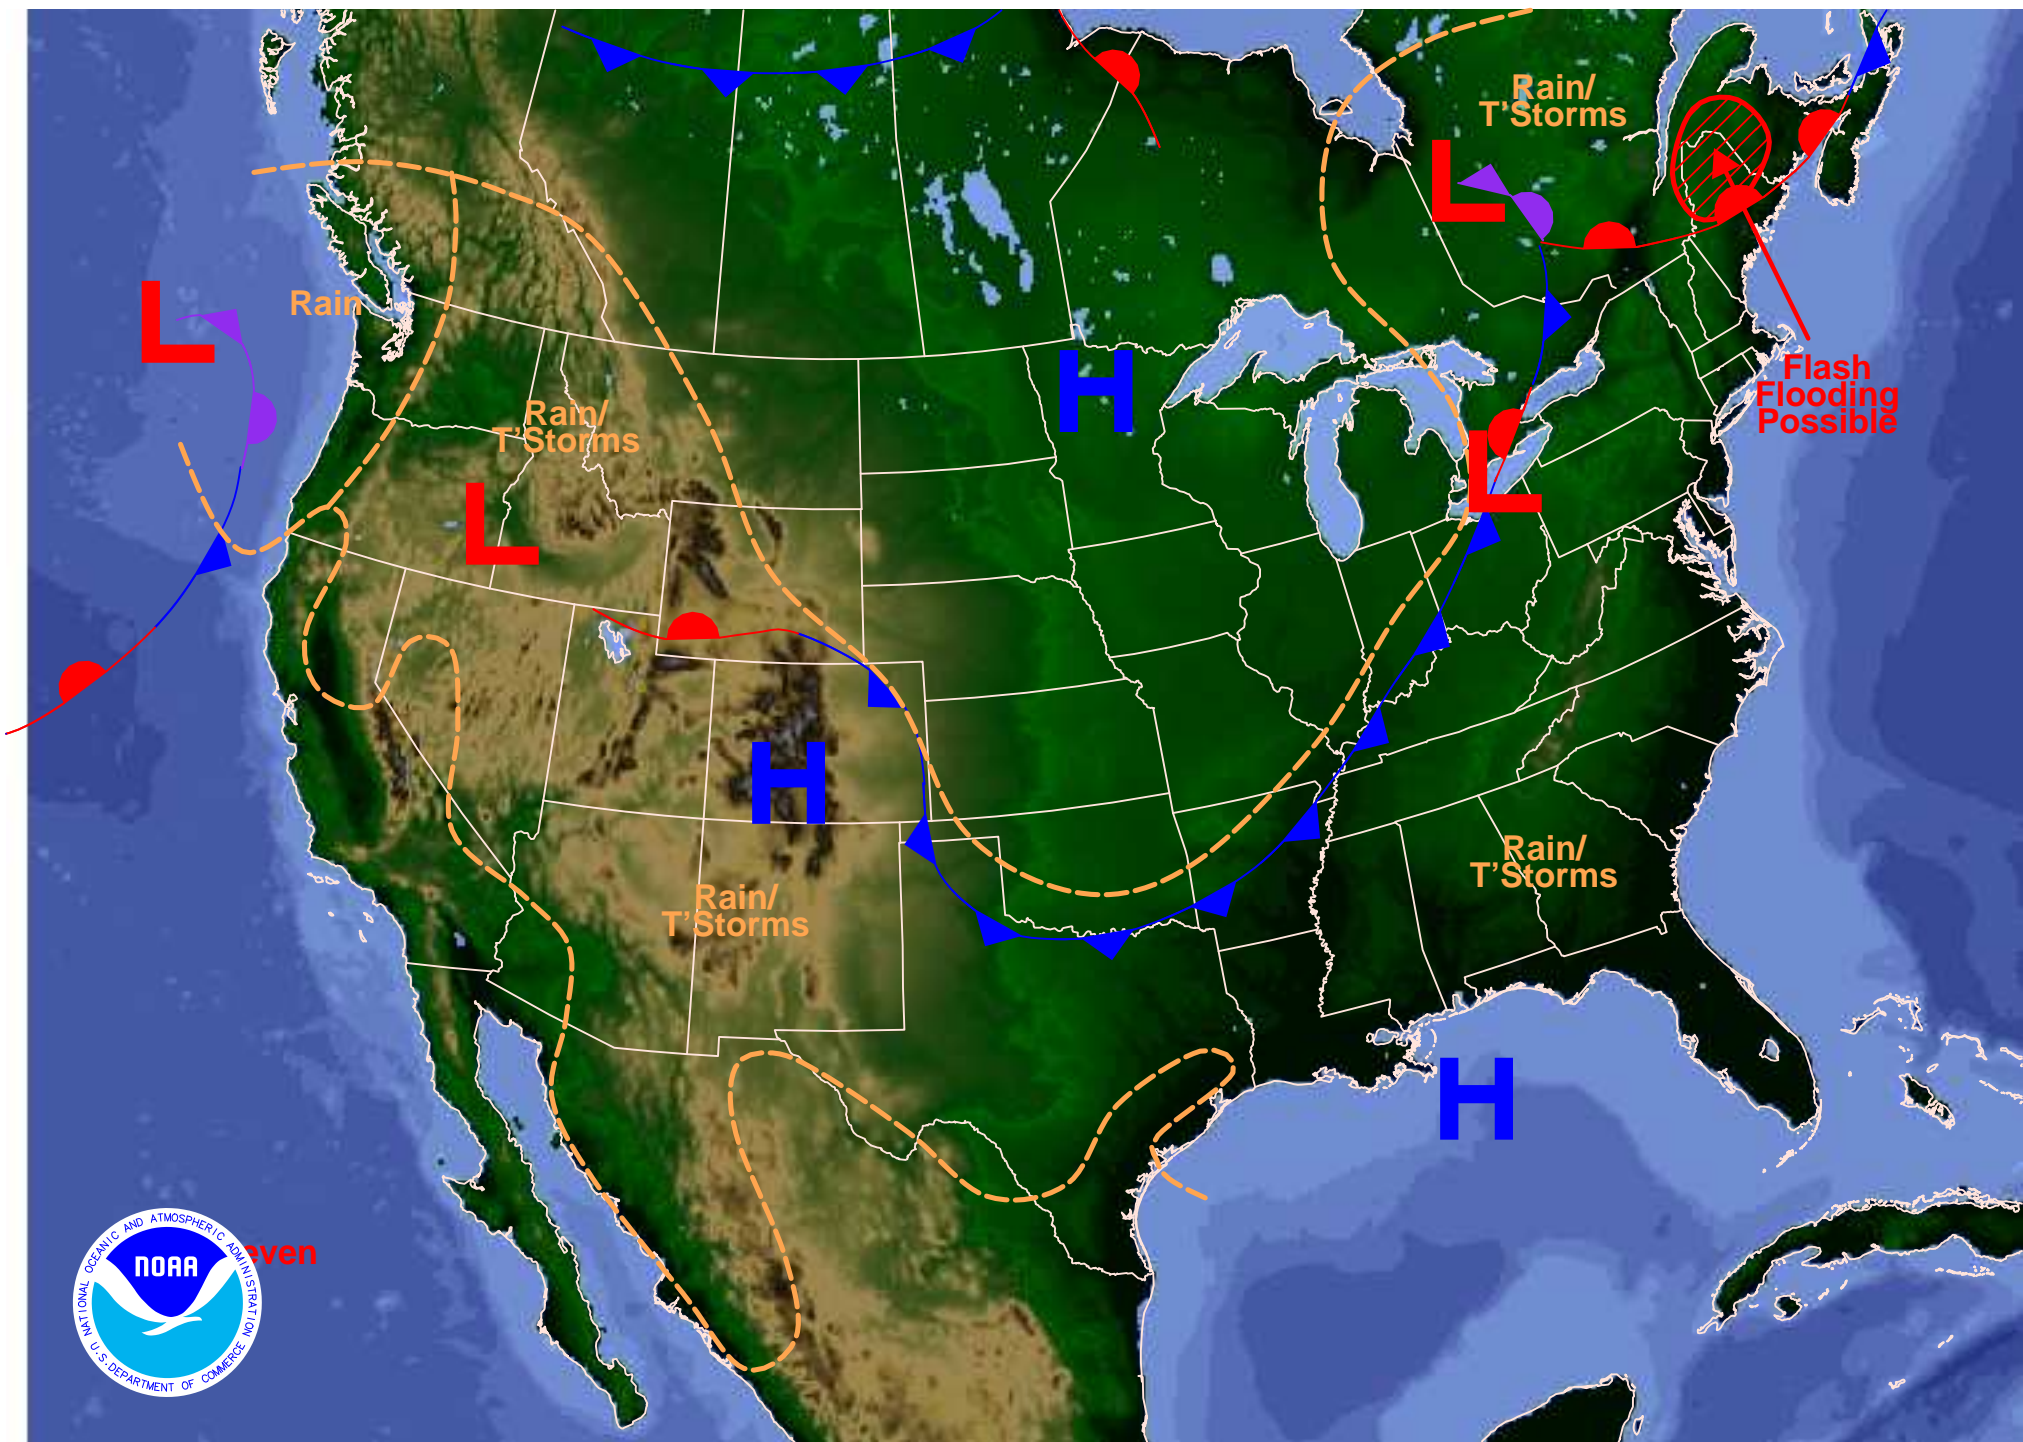 Rain/
T'Storms
L
L
Rain
L
H
Flash
Flooding
Possible
Rain/
T'Storms
L
L
H
Rain/
T'Storms
Rain/
T'Storms
H
even
NATIONAL OCEANIC AND ATMOSPHERIC ADMINISTRATION
NOAA
U.S. DEPARTMENT OF COMMERCE